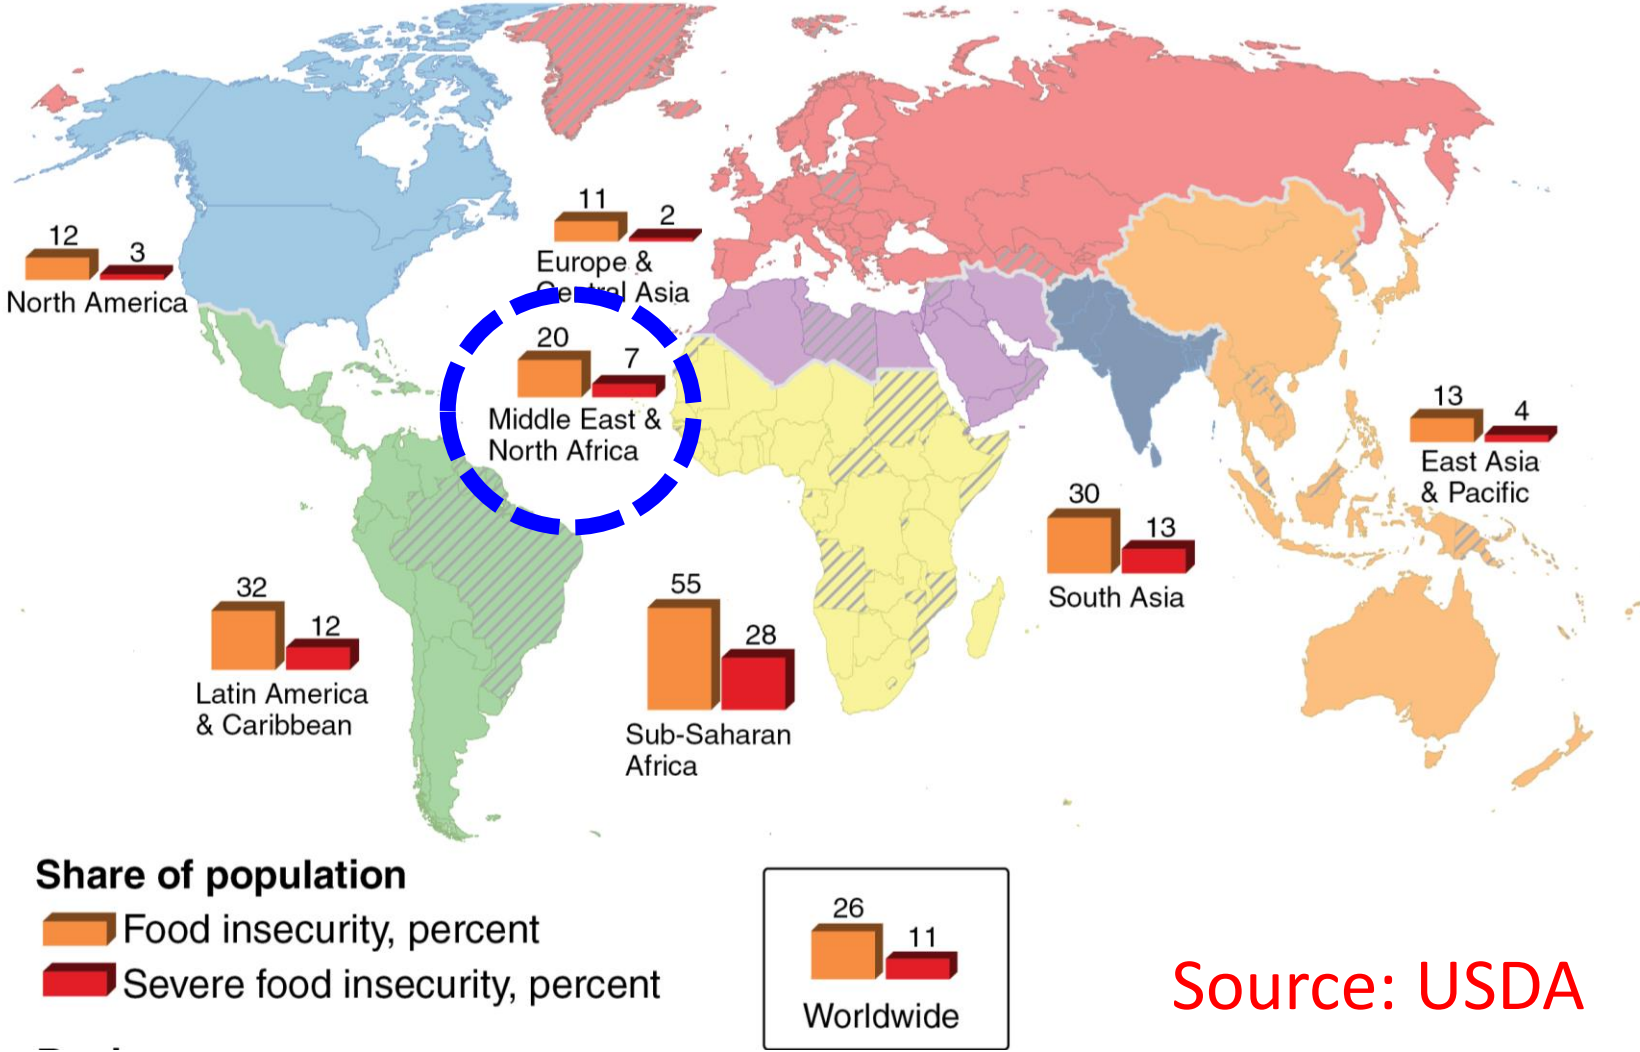 12
3
North America
11
2
Europe &
Central Asia
20
7
Middle East &
North Africa
13
4
East Asia
& Pacific
30
13
South Asia
32
12
Latin America
& Caribbean
55
28
Sub-Saharan
Africa
Share of population
Food insecurity, percent
Severe food insecurity, percent
26
11
Worldwide
Source: USDA